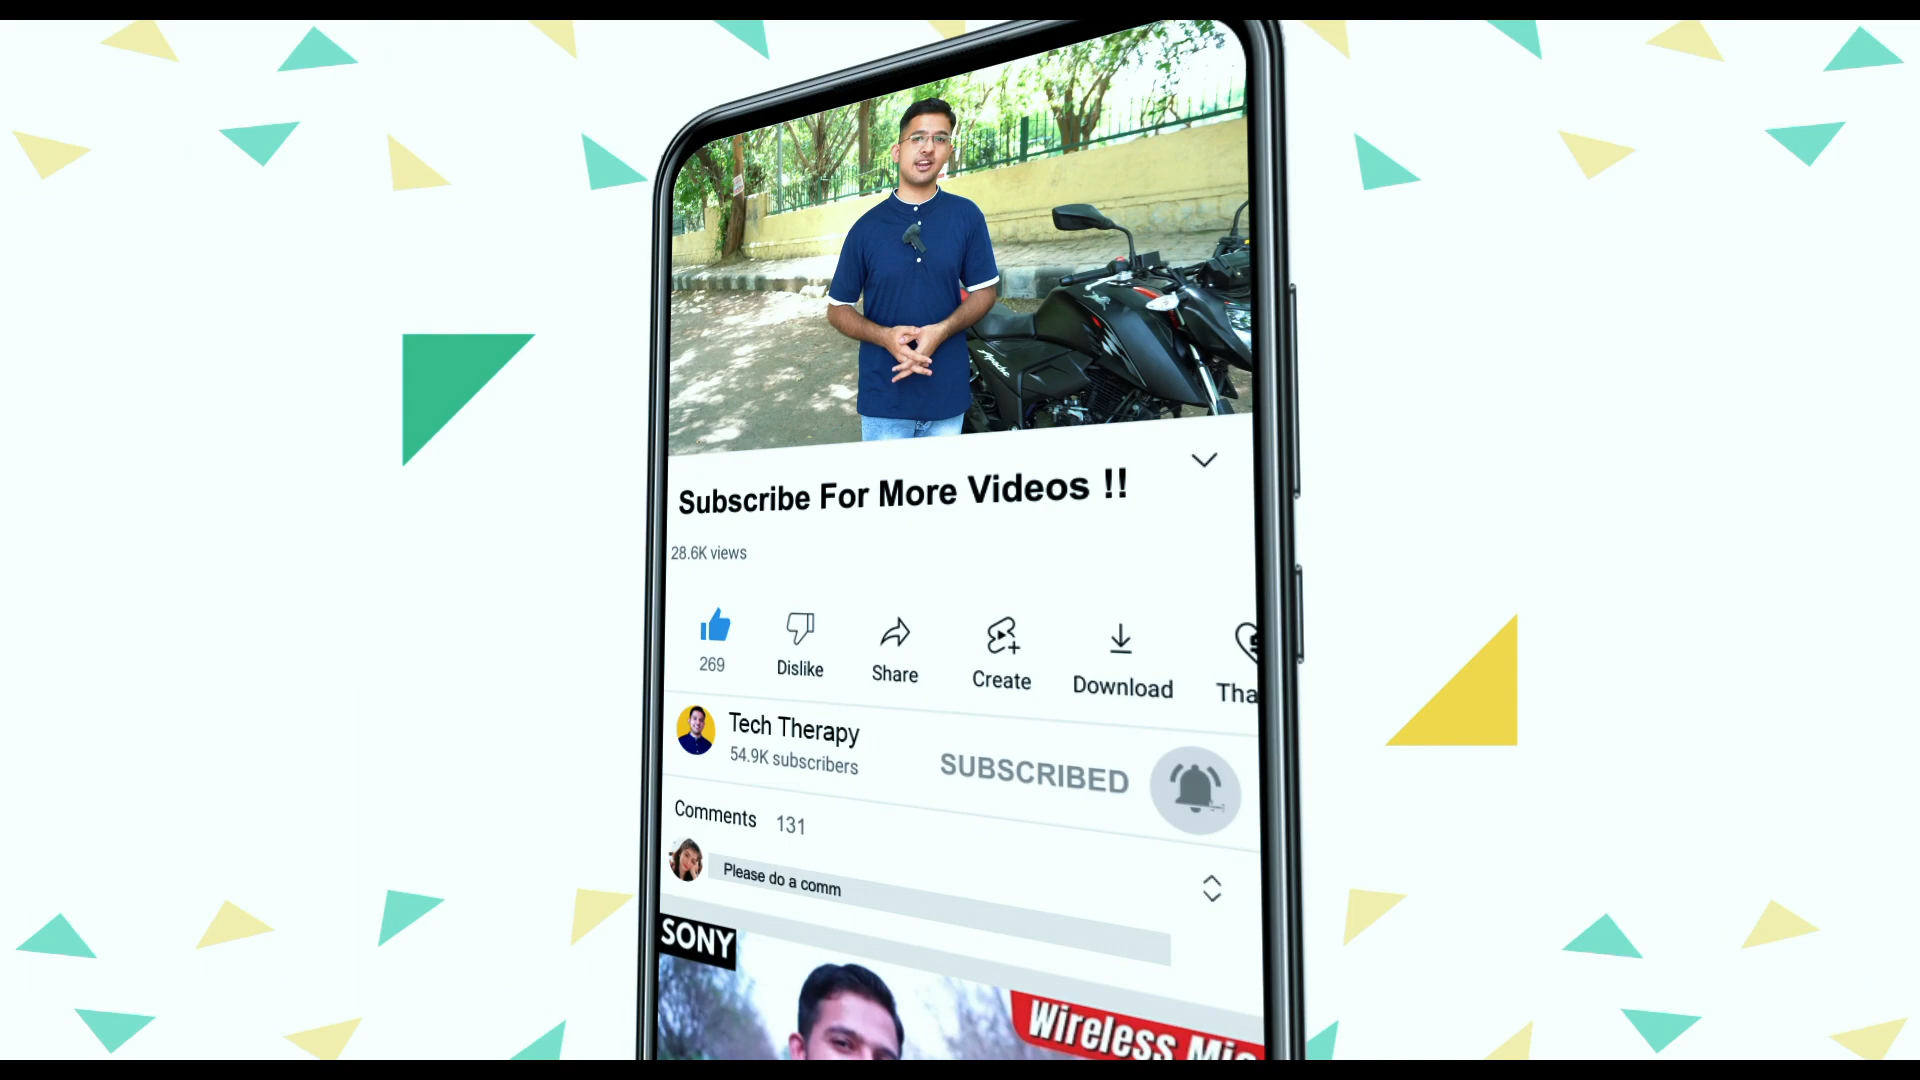 Apache
Subscribe For More Videos !!
28.6K views
269
Dislike
Share
Create
Download
Tha
Tech Therapy
54.9K subscribers
SUBSCRIBED
Comments 131
Please do a comm
SONY
Wireless Mic